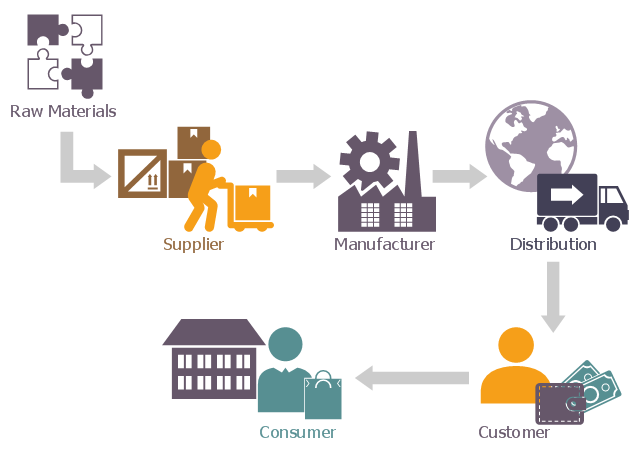 Raw Materials
Supplier
Manufacturer
Distribution
Customer
Consumer